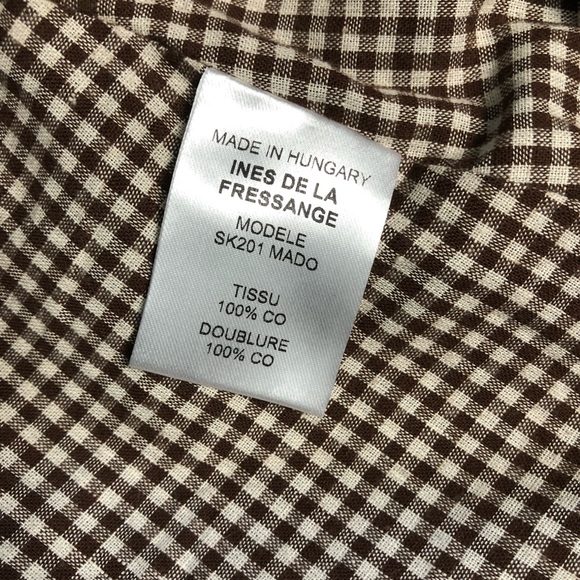 MADE IN HUNGARY
INES DE LA
FRESSANGE
MODELE
SK201 MADO
TISSU
100% CO
DOUBLURE
100% CO